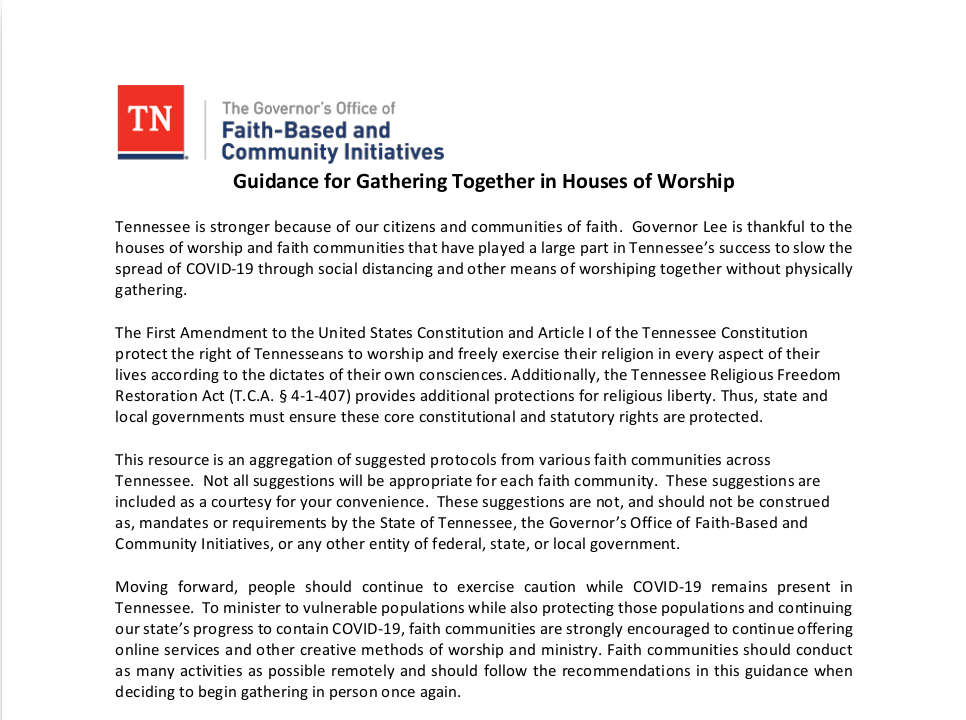 TN
The Governor's Office of
Faith-Based and
Community Initiatives
Guidance for Gathering Together in Houses of Worship
Tennessee is stronger because of our citizens and communities of faith.  Governor Lee is thankful to the
houses of worship and faith communities that have played a large part in Tennessee's success to slow the
spread of COVID-19 through social distancing and other means of worshiping together without physically
gathering.
The First Amendment to the United States Constitution and Article I of the Tennessee Constitution
protect the right of Tennesseans to worship and freely exercise their religion in every aspect of their
lives according to the dictates of their own consciences. Additionally, the Tennessee Religious Freedom
Restoration Act (T.C.A. § 4-1-407) provides additional protections for religious liberty. Thus, state and
local governments must ensure these core constitutional and statutory rights are protected.
This resource is an aggregation of suggested protocols from various faith communities across
Tennessee.  Not all suggestions will be appropriate for each faith community.  These suggestions are
included as a courtesy for your convenience.  These suggestions are not, and should not be construed
as, mandates or requirements by the State of Tennessee, the Governor's Office of Faith-Based and
Community Initiatives, or any other entity of federal, state, or local government.
Moving forward, people should continue to exercise caution while COVID-19 remains present in
Tennessee.  To minister to vulnerable populations while also protecting those populations and continuing
our state's progress to contain COVID-19, faith communities are strongly encouraged to continue offering
online services and other creative methods of worship and ministry. Faith communities should conduct
as many activities as possible remotely and should follow the recommendations in this guidance when
deciding to begin gathering in person once again.